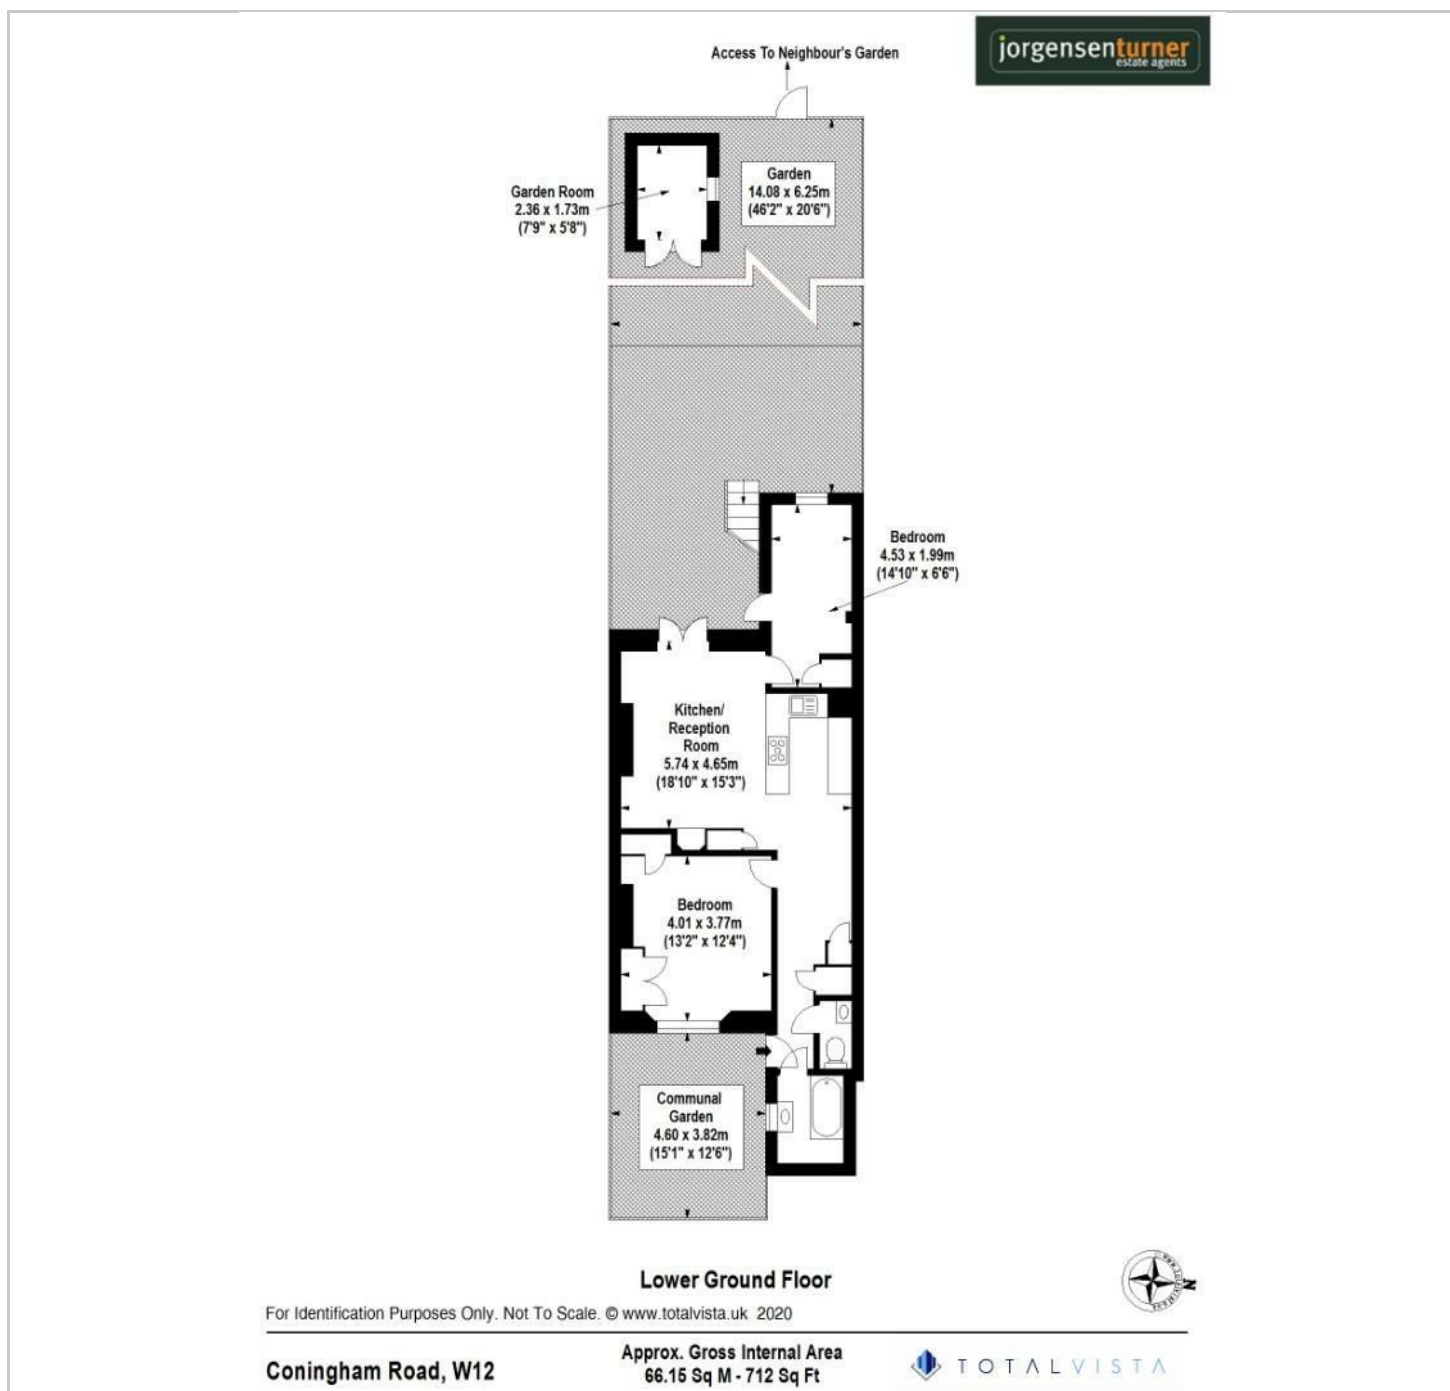 jorgensenturner
estate agents
Access To Neighbour's Garden
Garden
14.08 x 6.25m
(46'2" x 20'6")
Garden Room
2.36 x 1.73m
(7'9" x 5'8")
Bedroom
4.53 x 1.99m
(14'10" x 6'6")
Kitchen/
Reception
Room
5.74 x 4.65m
(18'10" x 15'3")
Bedroom
4.01 x 3.77m
(13'2" x 12'4")
Communal
Garden
4.60 x 3.82m
(15'1" x 12'6")
Lower Ground Floor
N
For Identification Purposes Only. Not To Scale. © www.totalvista.uk 2020
Coningham Road, W12
Approx. Gross Internal Area
66.15 Sq M - 712 Sq Ft
TOTALVISTA